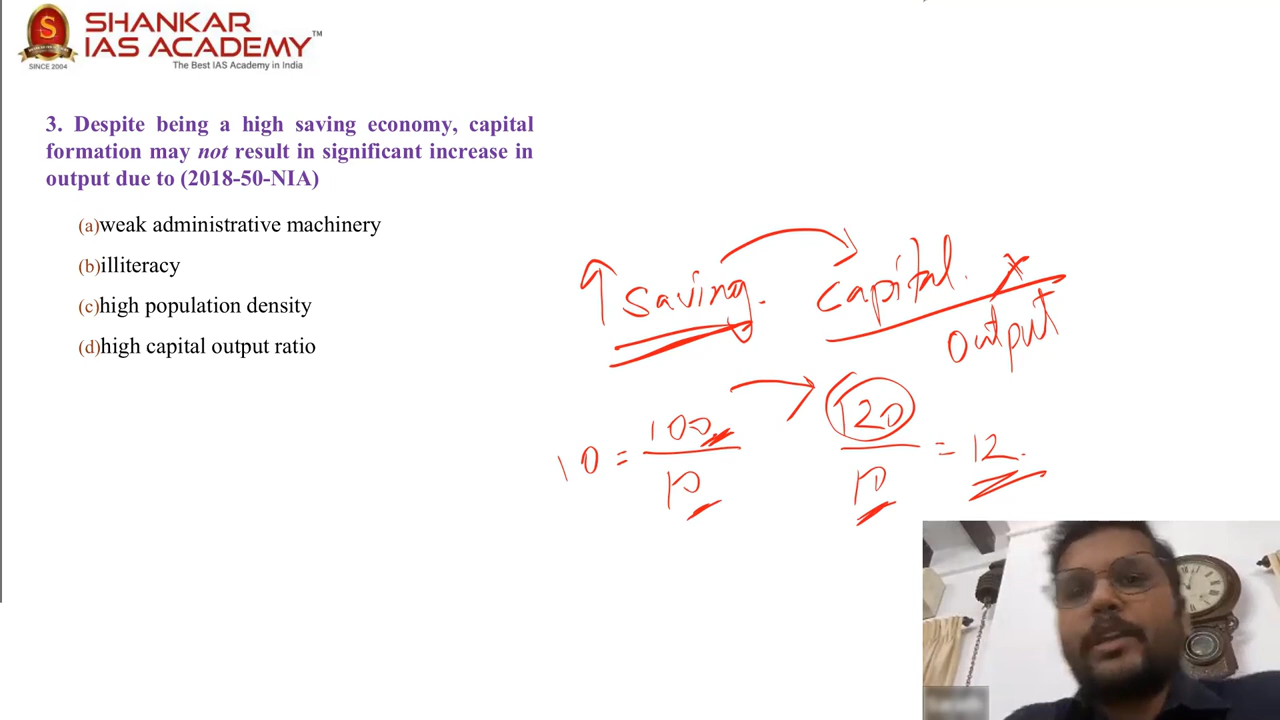 SHANKAR
IAS ACADEMY™
The Best IAS Academy in India
SINCE 2004
3. Despite being a high saving economy, capital
formation may not result in significant increase in
output due to (2018-50-NIA)
(a)weak administrative machinery
(b)illiteracy
(c)high population density
(d)high capital output ratio
↑ saving. capital. x
output
10 = 100/10
120/10 = 12.